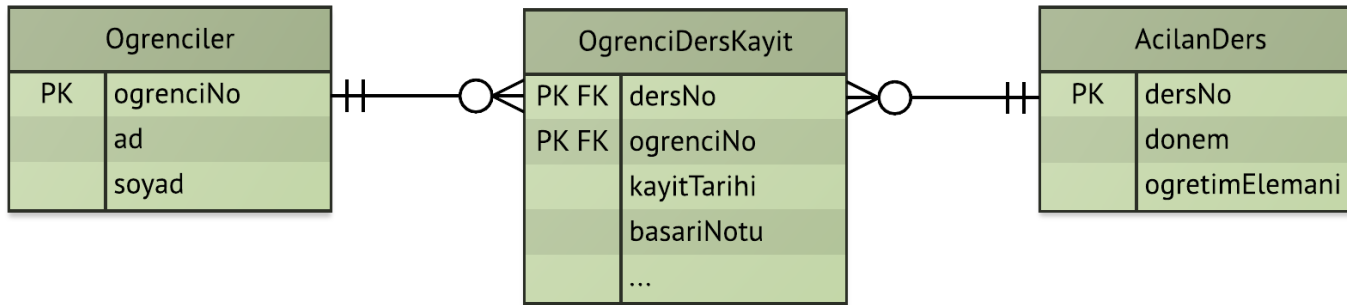 Ogrenciler
PK ogrenciNo
ad
soyad
OgrenciDersKayit
PK FK dersNo
PK FK ogrenciNo
kayitTarihi
basariNotu
...
AcilanDers
PK dersNo
donem
ogretimElemani